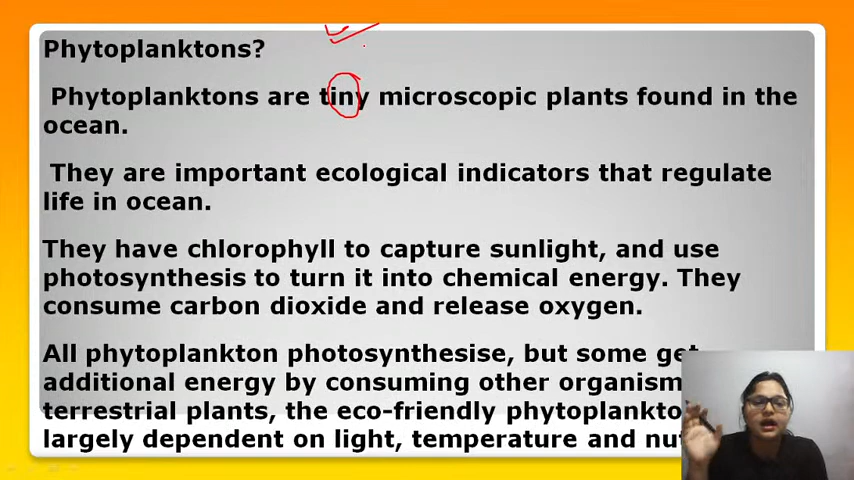 Phytoplanktons?
Phytoplanktons are tiny microscopic plants found in the
ocean.
They are important ecological indicators that regulate
life in ocean.
They have chlorophyll to capture sunlight, and use
photosynthesis to turn it into chemical energy. They
consume carbon dioxide and release oxygen.
All phytoplankton photosynthesise, but some get
additional energy by consuming other
terrestrial plants, the eco-friendly
largely dependent on light, temperature and